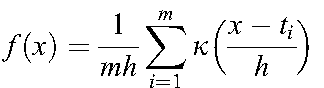 f(x) = \frac{1}{mh} \sum_{i=1}^{m} \kappa\left(\frac{x - t_i}{h}\right)